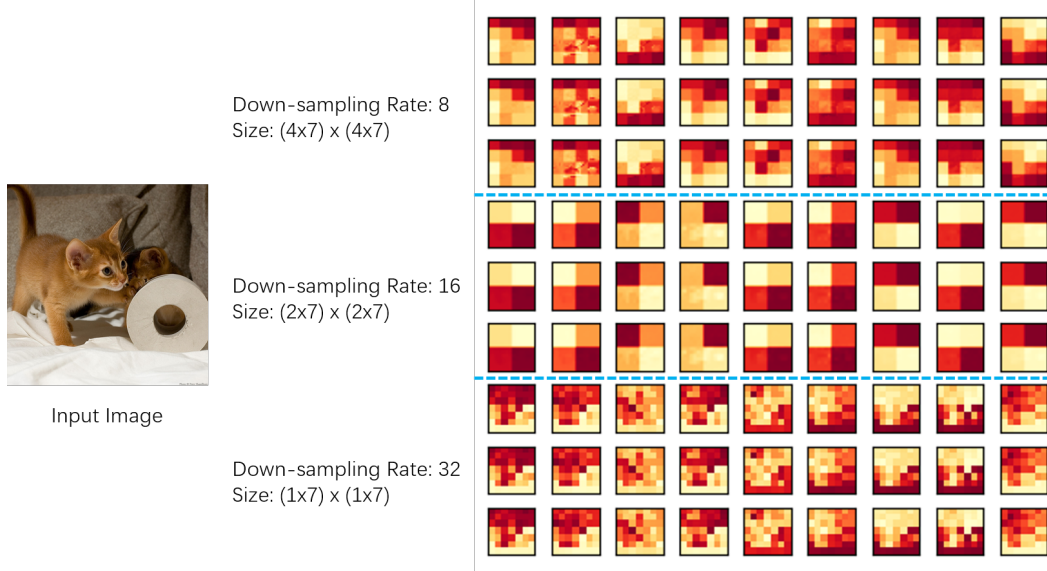 Down-sampling Rate: 8
Size: (4x7) x (4x7)
Down-sampling Rate: 16
Size: (2x7) x (2x7)
Input Image
Down-sampling Rate: 32
Size: (1x7) x (1x7)